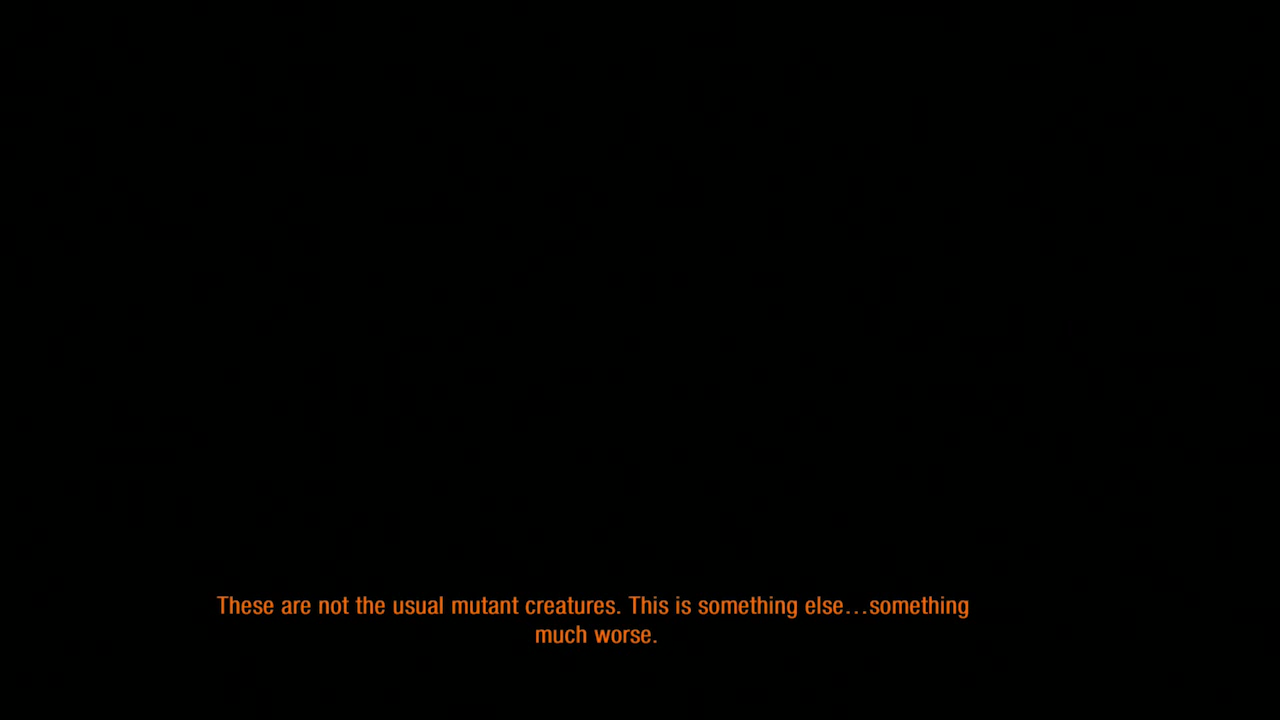 These are not the usual mutant creatures. This is something else…something
much worse.